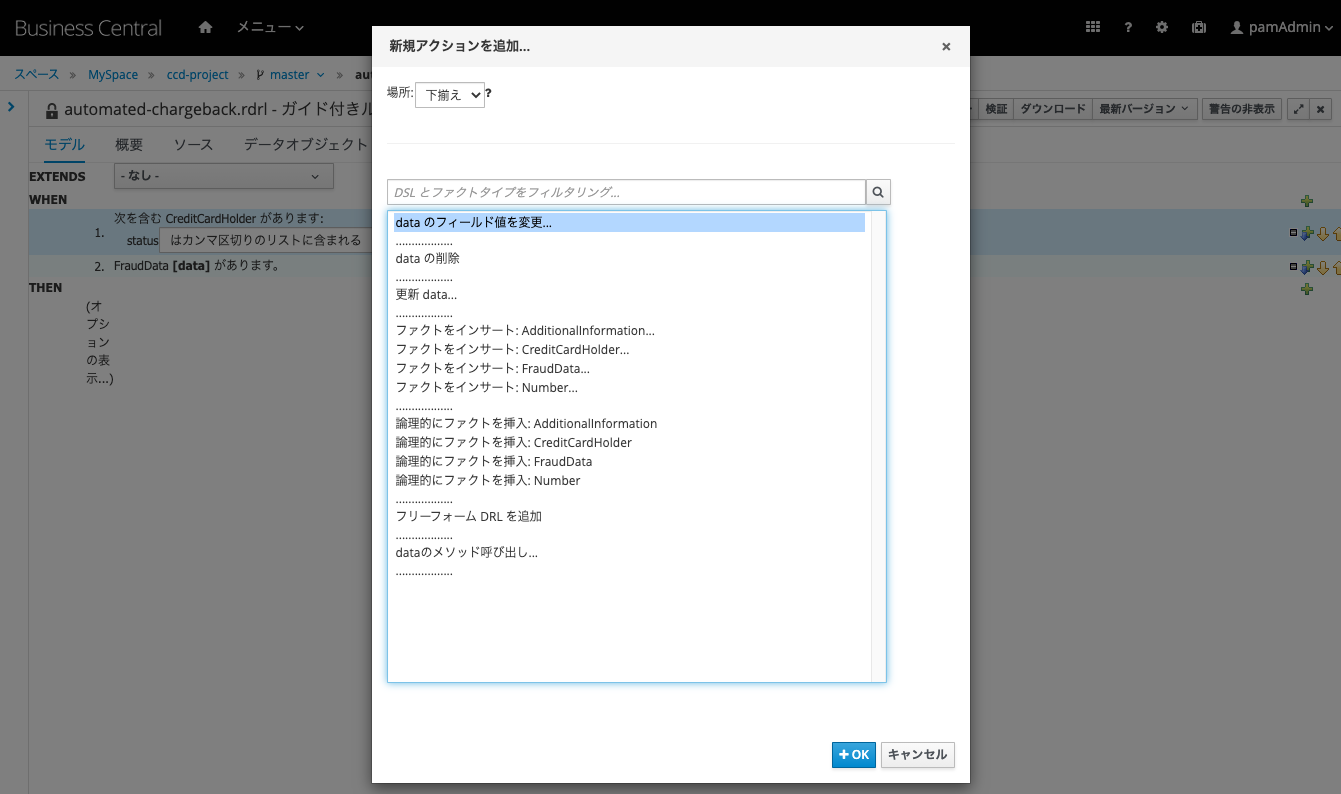 Business Central
メニュー
?
pamAdmin
スペース » MySpace » ccd-project » master » au
automated-chargeback.rdrl - ガイド付きル
検証
ダウンロード
最新バージョン
警告の非表示
モデル
概要
ソース
データオブジェクト
EXTENDS
- なし -
WHEN
1.
次を含む CreditCardHolder があります:
status
はカンマ区切りのリストに含まれる
2.
FraudData [data] があります。
THEN
(オ
プシ
ョン
の表
示...)
新規アクションを追加...
×
場所: 下揃え ?
DSL とファクトタイプをフィルタリング...
data のフィールド値を変更...
..................
data の削除
..................
更新 data...
..................
ファクトをインサート: AdditionalInformation...
ファクトをインサート: CreditCardHolder...
ファクトをインサート: FraudData...
ファクトをインサート: Number...
..................
論理的にファクトを挿入: AdditionalInformation
論理的にファクトを挿入: CreditCardHolder
論理的にファクトを挿入: FraudData
論理的にファクトを挿入: Number
..................
フリーフォーム DRL を追加
..................
dataのメソッド呼び出し...
..................
+ OK
キャンセル